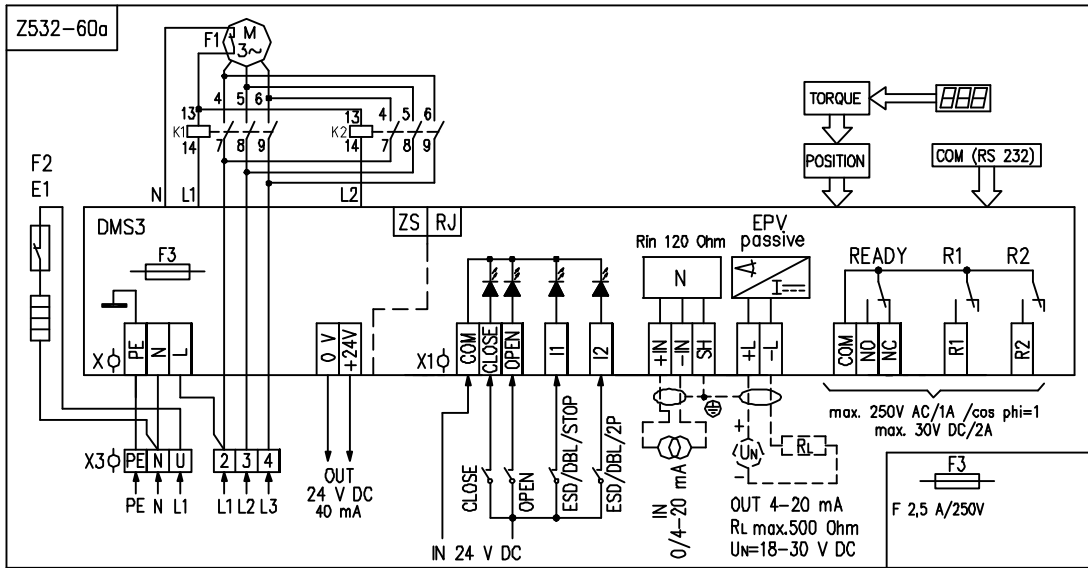 Z532-60a
F1
M
3~
4 5 6
13
K1
14
7 8 9
4 5 6
13
K2
14
7 8 9
TORQUE
POSITION
COM (RS 232)
F2
E1
N L1
L2
DMS3
F3
ZS RJ
Rin 120 Ohm
N
EPV
passive
I
READY R1 R2
X
PE N L
0 V +24V
X1
COM CLOSE OPEN I1 I2
+IN -IN SH
+L -L
COM NO NC
R1
R2
X3
PE N U
2 3 4
PE N L1
L1 L2 L3
OUT
24 V DC
40 mA
CLOSE
OPEN
ESD/DBL/STOP
ESD/DBL/2P
IN 24 V DC
IN
0/4-20 mA
+
UN
-
RL
OUT 4-20 mA
RL max.500 Ohm
UN=18-30 V DC
max. 250V AC/1A /cos phi=1
max. 30V DC/2A
F3
F 2,5 A/250V